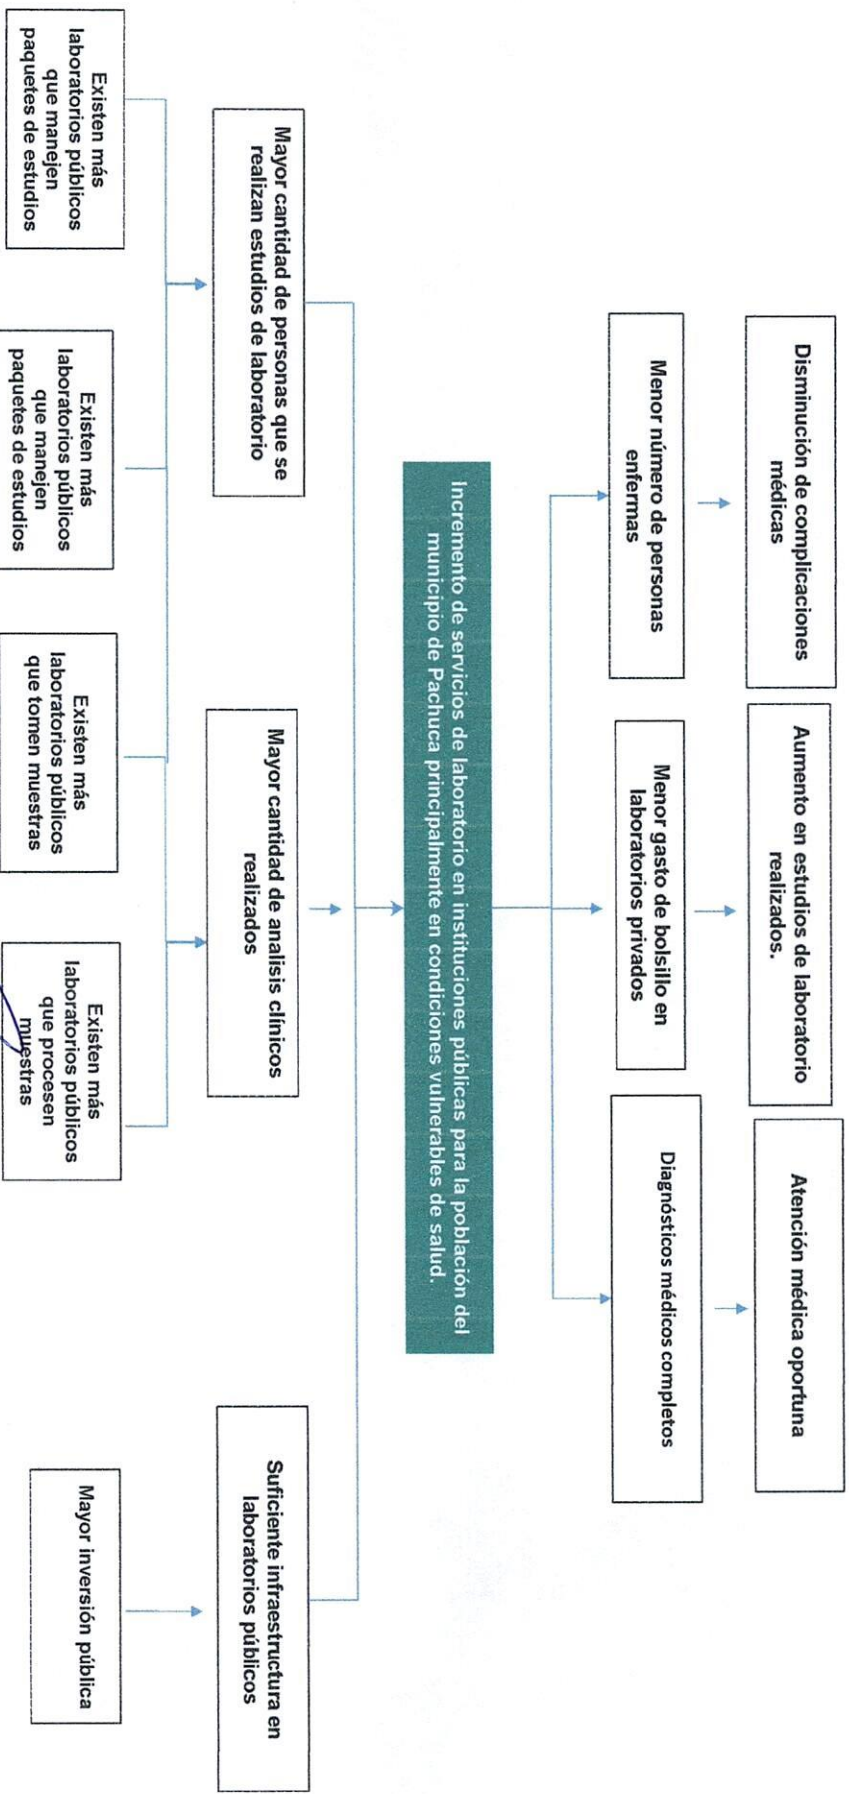 Disminución de complicaciones
médicas
Aumento en estudios de laboratorio
realizados.
Atención médica oportuna
Menor número de personas
enfermas
Menor gasto de bolsillo en
laboratorios privados
Diagnósticos médicos completos
Incremento de servicios de laboratorio en instituciones públicas para la población del
municipio de Pachuca principalmente en condiciones vulnerables de salud.
Mayor cantidad de personas que se
realizan estudios de laboratorio
Mayor cantidad de analisis clínicos
realizados
Suficiente infraestructura en
laboratorios públicos
Existen más
laboratorios públicos
que manejen
paquetes de estudios
Existen más
laboratorios públicos
que manejen
paquetes de estudios
Existen más
laboratorios públicos
que tomen muestras
Existen más
laboratorios públicos
que procesen
muestras
Mayor inversión pública